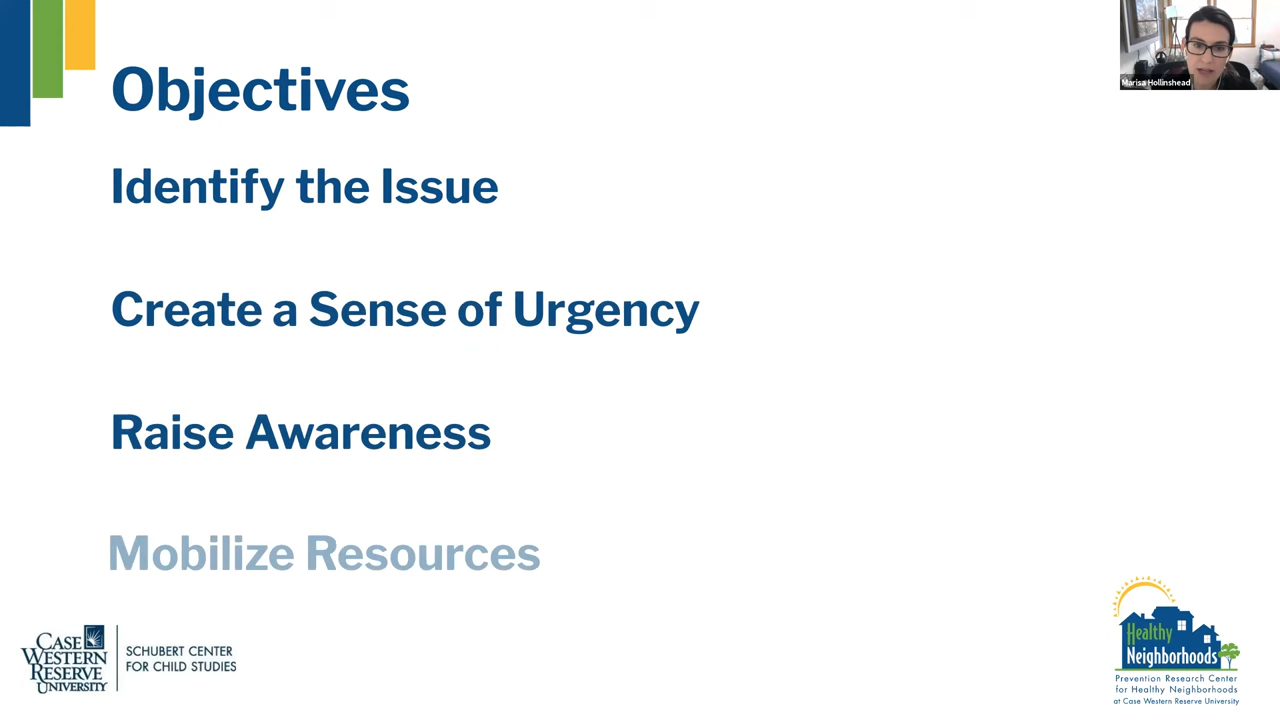 Objectives
Marisa Hollinshead
Identify the Issue
Create a Sense of Urgency
Raise Awareness
Mobilize Resources
CASE
WESTERN
RESERVE
UNIVERSITY
SCHUBERT CENTER
FOR CHILD STUDIES
Healthy
Neighborhoods
Prevention Research Center
for Healthy Neighborhoods
at Case Western Reserve University